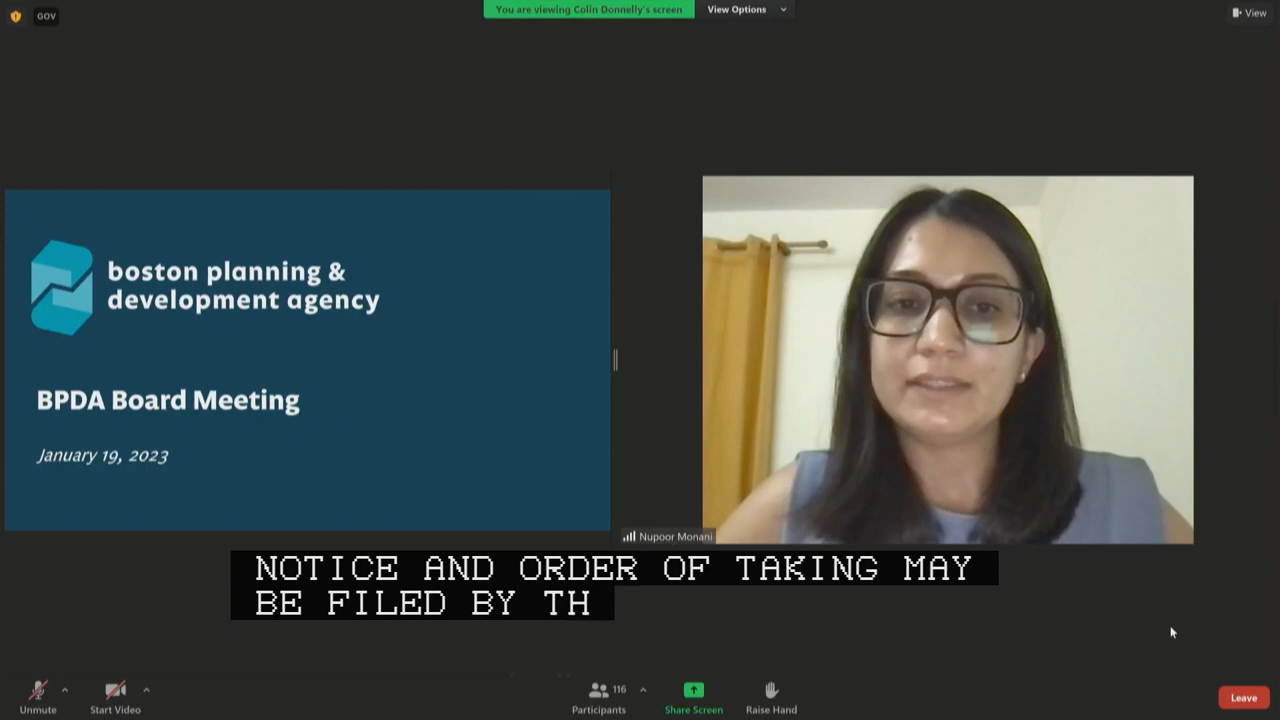 GOV
You are viewing Colin Donnelly's screen
View Options
View
boston planning &
development agency
BPDA Board Meeting
January 19, 2023
Nupoor Monani
NOTICE AND ORDER OF TAKING MAY
BE FILED BY TH
Unmute
Start Video
116
Participants
Share Screen
Raise Hand
Leave